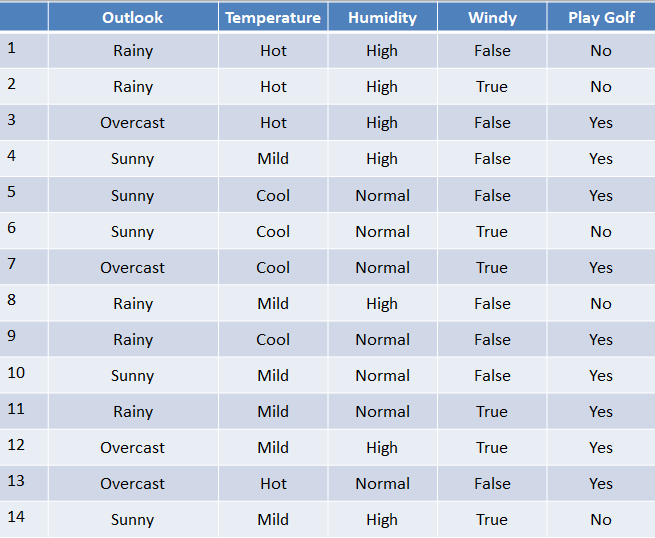 Outlook Temperature Humidity Windy Play Golf
1 Rainy Hot High False No
2 Rainy Hot High True No
3 Overcast Hot High False Yes
4 Sunny Mild High False Yes
5 Sunny Cool Normal False Yes
6 Sunny Cool Normal True No
7 Overcast Cool Normal True Yes
8 Rainy Mild High False No
9 Rainy Cool Normal False Yes
10 Sunny Mild Normal False Yes
11 Rainy Mild Normal True Yes
12 Overcast Mild High True Yes
13 Overcast Hot Normal False Yes
14 Sunny Mild High True No